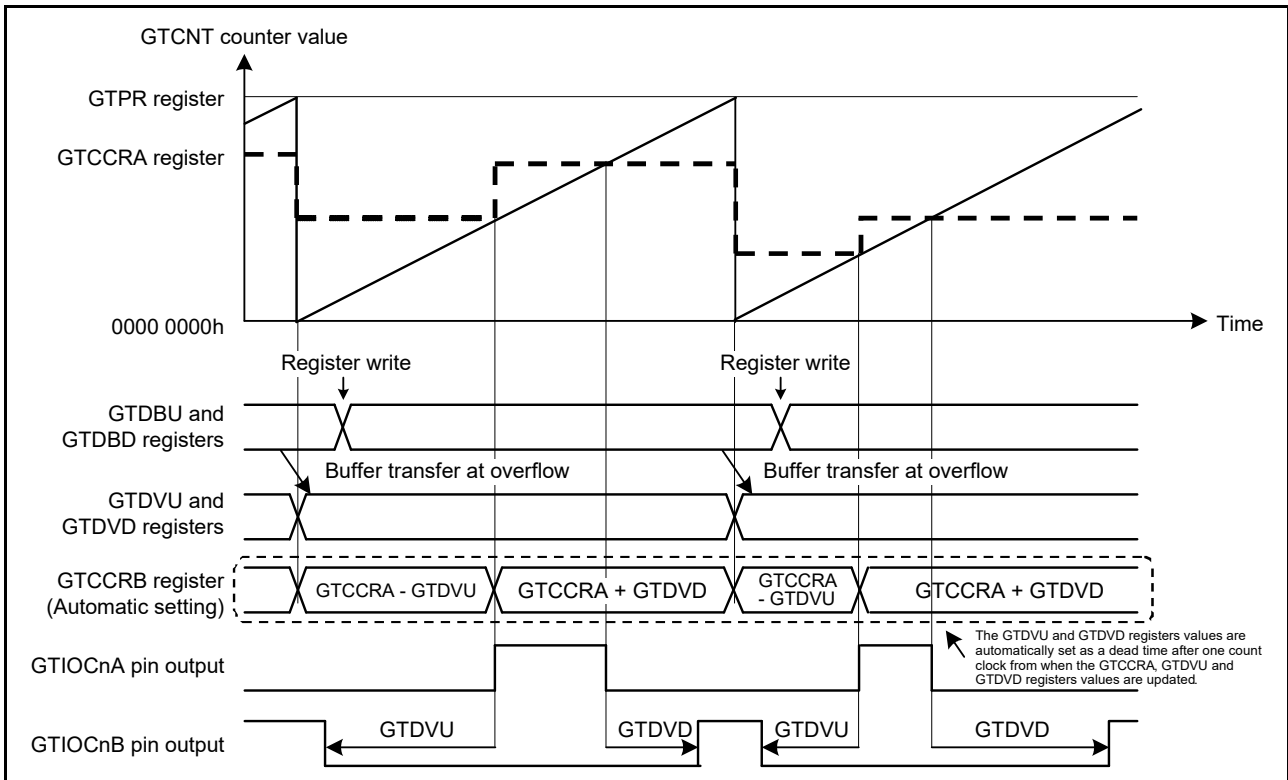 GTCNT counter value
GTPR register
GTCCRA register
0000 0000h
Time
Register write
Register write
GTDBU and
GTDBD registers
Buffer transfer at overflow
Buffer transfer at overflow
GTDVU and
GTDVD registers
GTCCRB register
(Automatic setting)
GTCCRA - GTDVU
GTCCRA + GTDVD
GTCCRA
- GTDVU
GTCCRA + GTDVD
The GTDVU and GTDVD registers values are
automatically set as a dead time after one count
clock from when the GTCCRA, GTDVU and
GTDVD registers values are updated.
GTIOCnA pin output
GTIOCnB pin output
GTDVU
GTDVD
GTDVU
GTDVD